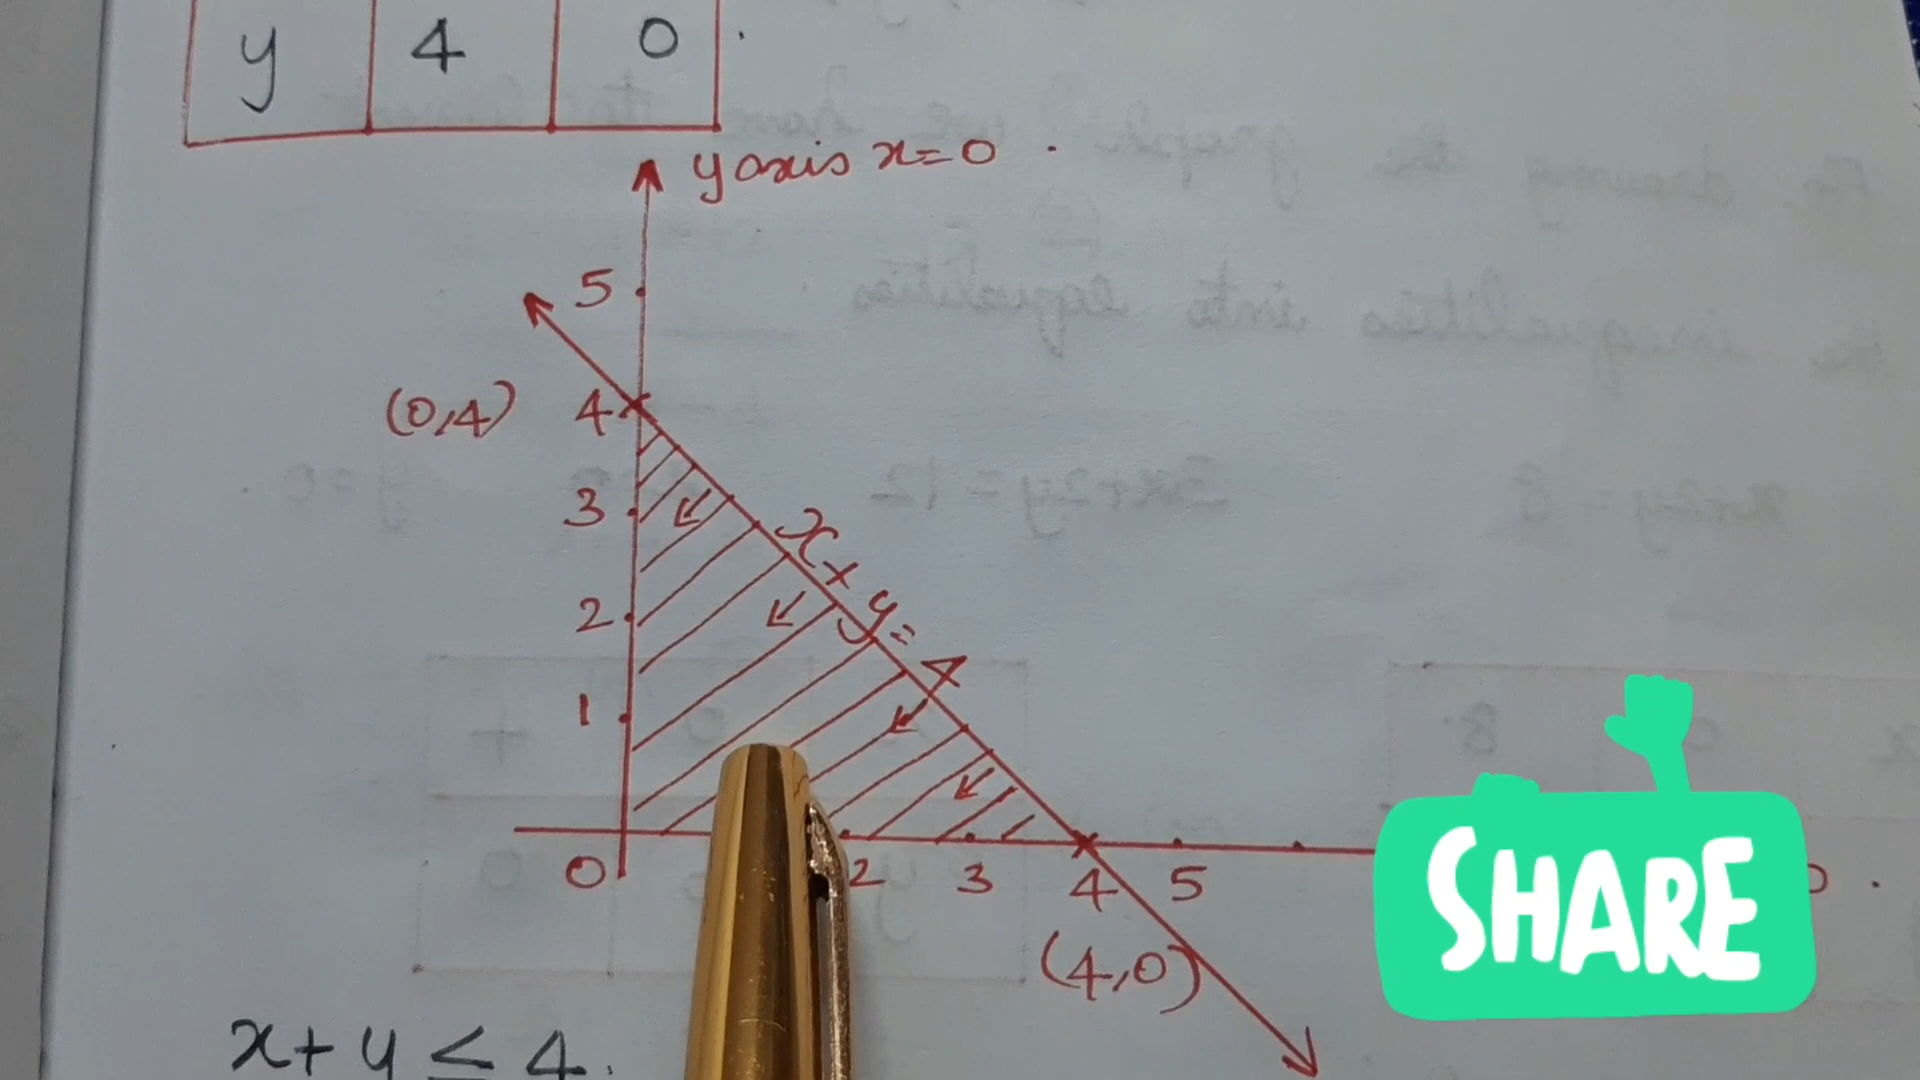 y 4 0
y axis x=0
5
(0,4) 4
3
x+y=4
2
1
0 2 3 4 5
(4,0)
SHARE
x+y ≤ 4.